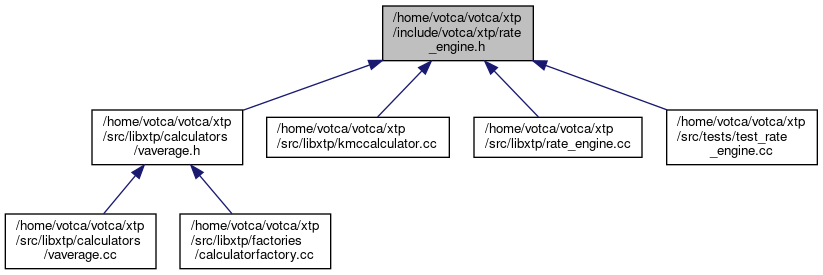 /home/votca/votca/xtp
/include/votca/xtp/rate
_engine.h
/home/votca/votca/xtp
/src/libxtp/calculators
/vaverage.h
/home/votca/votca/xtp
/src/libxtp/kmccalculator.cc
/home/votca/votca/xtp
/src/libxtp/rate_engine.cc
/home/votca/votca/xtp
/src/tests/test_rate
_engine.cc
/home/votca/votca/xtp
/src/libxtp/calculators
/vaverage.cc
/home/votca/votca/xtp
/src/libxtp/factories
/calculatorfactory.cc